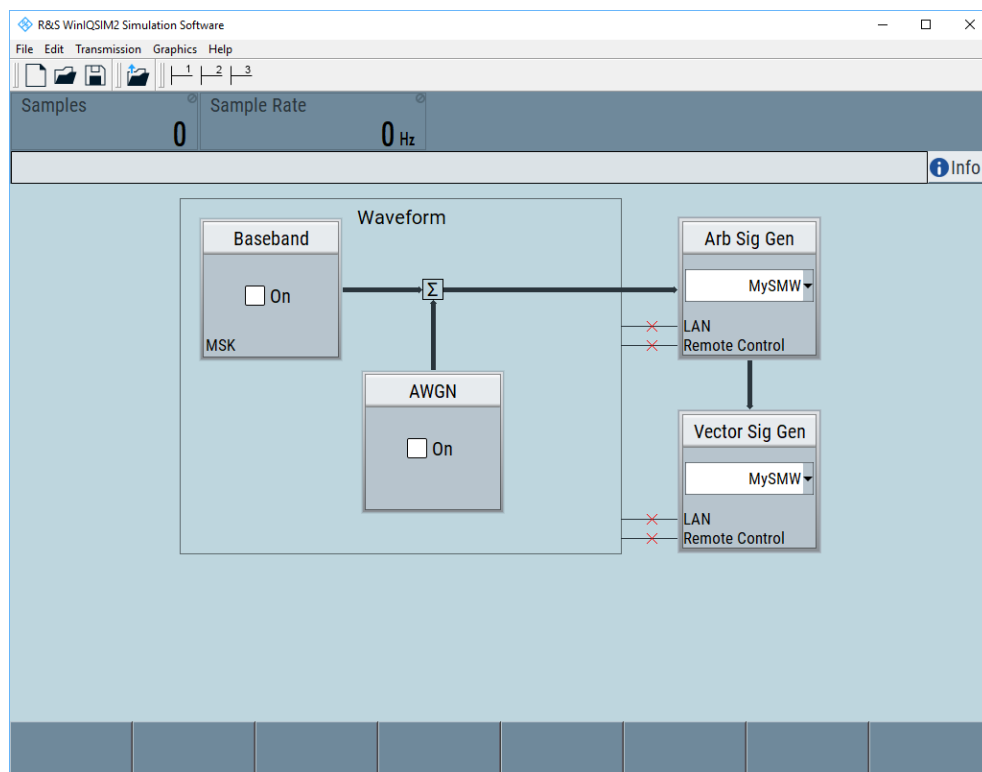 R&S WinIQSIM2 Simulation Software
File Edit Transmission Graphics Help
1 2 3
Samples
0
Sample Rate
0 Hz
Info
Waveform
Baseband
On
MSK
Σ
AWGN
On
Arb Sig Gen
MySMW
LAN
Remote Control
Vector Sig Gen
MySMW
LAN
Remote Control